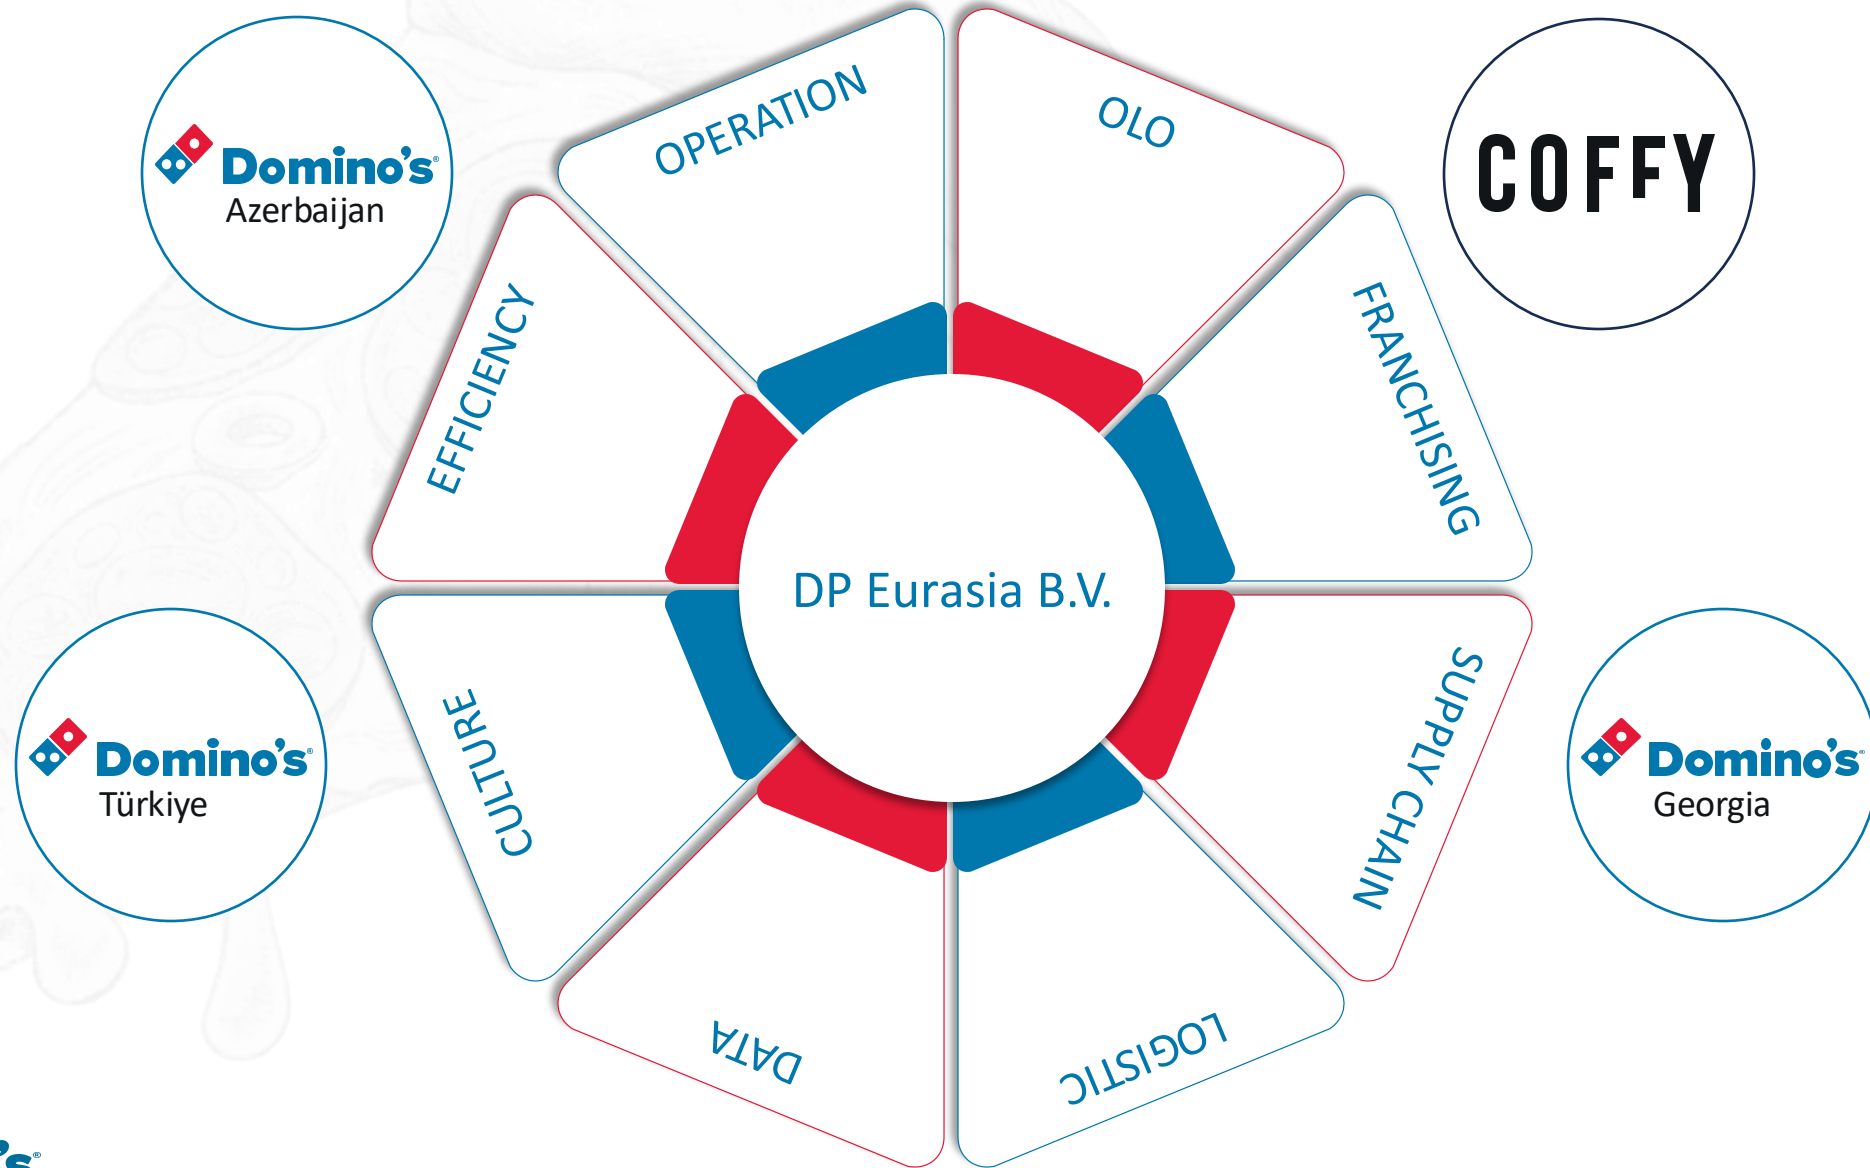 OPERATION
OLO
Domino's®
Azerbaijan
COFFY
EFFICIENCY
FRANCHISING
DP Eurasia B.V.
CULTURE
SUPPLY CHAIN
Domino's®
Türkiye
Domino's®
Georgia
DATA
LOGISTIC
's®